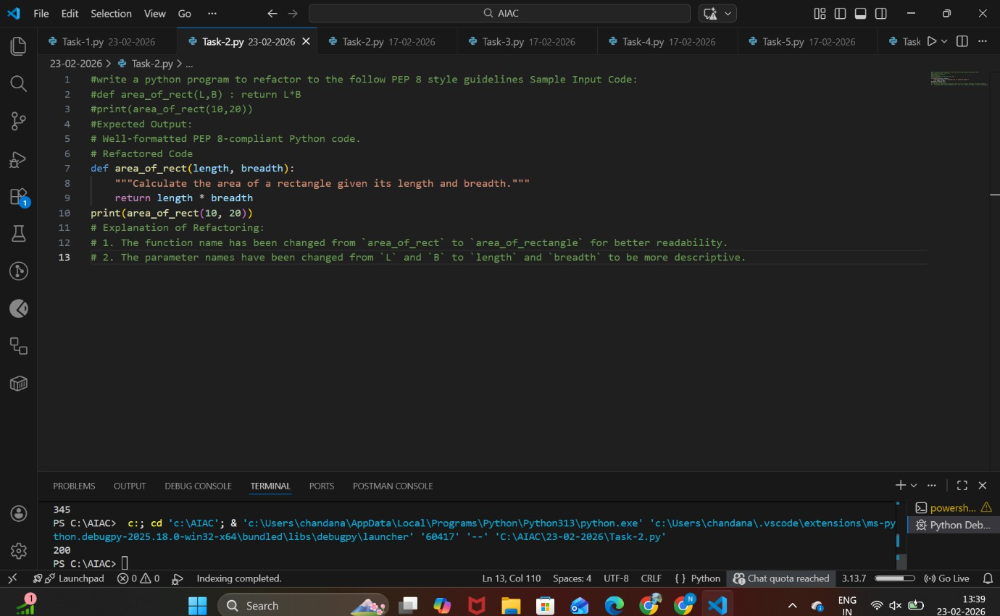 File Edit Selection View Go ··· AIAC
Task-1.py 23-02-2026 Task-2.py 23-02-2026 Task-2.py 17-02-2026 Task-3.py 17-02-2026 Task-4.py 17-02-2026 Task-5.py 17-02-2026 Task
23-02-2026 > Task-2.py > ...
1 #write a python program to refactor to the follow PEP 8 style guidelines Sample Input Code:
2 #def area_of_rect(L,B) : return L*B
3 #print(area_of_rect(10,20))
4 #Expected Output:
5 # Well-formatted PEP 8-compliant Python code.
6 # Refactored Code
7 def area_of_rect(length, breadth):
8 """Calculate the area of a rectangle given its length and breadth."""
9 return length * breadth
10 print(area_of_rect(10, 20))
11 # Explanation of Refactoring:
12 # 1. The function name has been changed from `area_of_rect` to `area_of_rectangle` for better readability.
13 # 2. The parameter names have been changed from `L` and `B` to `length` and `breadth` to be more descriptive.
1
PROBLEMS OUTPUT DEBUG CONSOLE TERMINAL PORTS POSTMAN CONSOLE
345
powersh...
PS C:\AIAC> c:; cd 'c:\AIAC'; & 'c:\Users\chandana\AppData\Local\Programs\Python\Python313\python.exe' 'c:\Users\chandana\.vscode\extensions\ms-py
Python Deb...
thon.debugpy-2025.18.0-win32-x64\bundled\libs\debugpy\launcher' '60417' '--' 'C:\AIAC\23-02-2026\Task-2.py'
200
PS C:\AIAC>
Launchpad 0 0 Indexing completed. Ln 13, Col 110 Spaces: 4 UTF-8 CRLF { } Python Chat quota reached 3.13.7 Go Live
1 Search N ENG 13:39
IN 23-02-2026